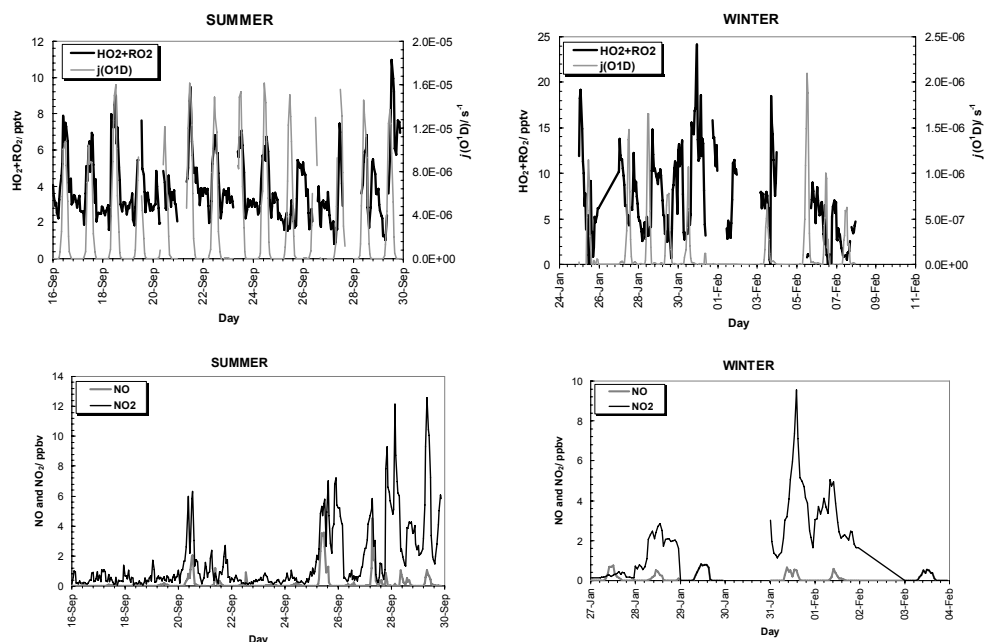 SUMMER
HO2+RO2
j(O1D)
HO₂+RO₂/ pptv
12
10
8
6
4
2
0
2.0E-05
1.6E-05
1.2E-05
8.0E-06
4.0E-06
0.0E+00
j(O¹D)/ s⁻¹
16-Sep
18-Sep
20-Sep
22-Sep
24-Sep
26-Sep
28-Sep
30-Sep
Day
WINTER
HO2+RO2
j(O1D)
HO₂+RO₂/ pptv
25
20
15
10
5
0
2.5E-06
2.0E-06
1.5E-06
1.0E-06
5.0E-07
0.0E+00
j(O¹D)/ s⁻¹
24-Jan
26-Jan
28-Jan
30-Jan
01-Feb
03-Feb
05-Feb
07-Feb
09-Feb
11-Feb
Day
SUMMER
NO
NO2
NO and NO₂/ ppbv
14
12
10
8
6
4
2
0
16-Sep
18-Sep
20-Sep
22-Sep
24-Sep
26-Sep
28-Sep
30-Sep
Day
WINTER
NO
NO2
NO and NO₂/ ppbv
10
8
6
4
2
0
27-Jan
28-Jan
29-Jan
30-Jan
31-Jan
01-Feb
02-Feb
03-Feb
04-Feb
Day